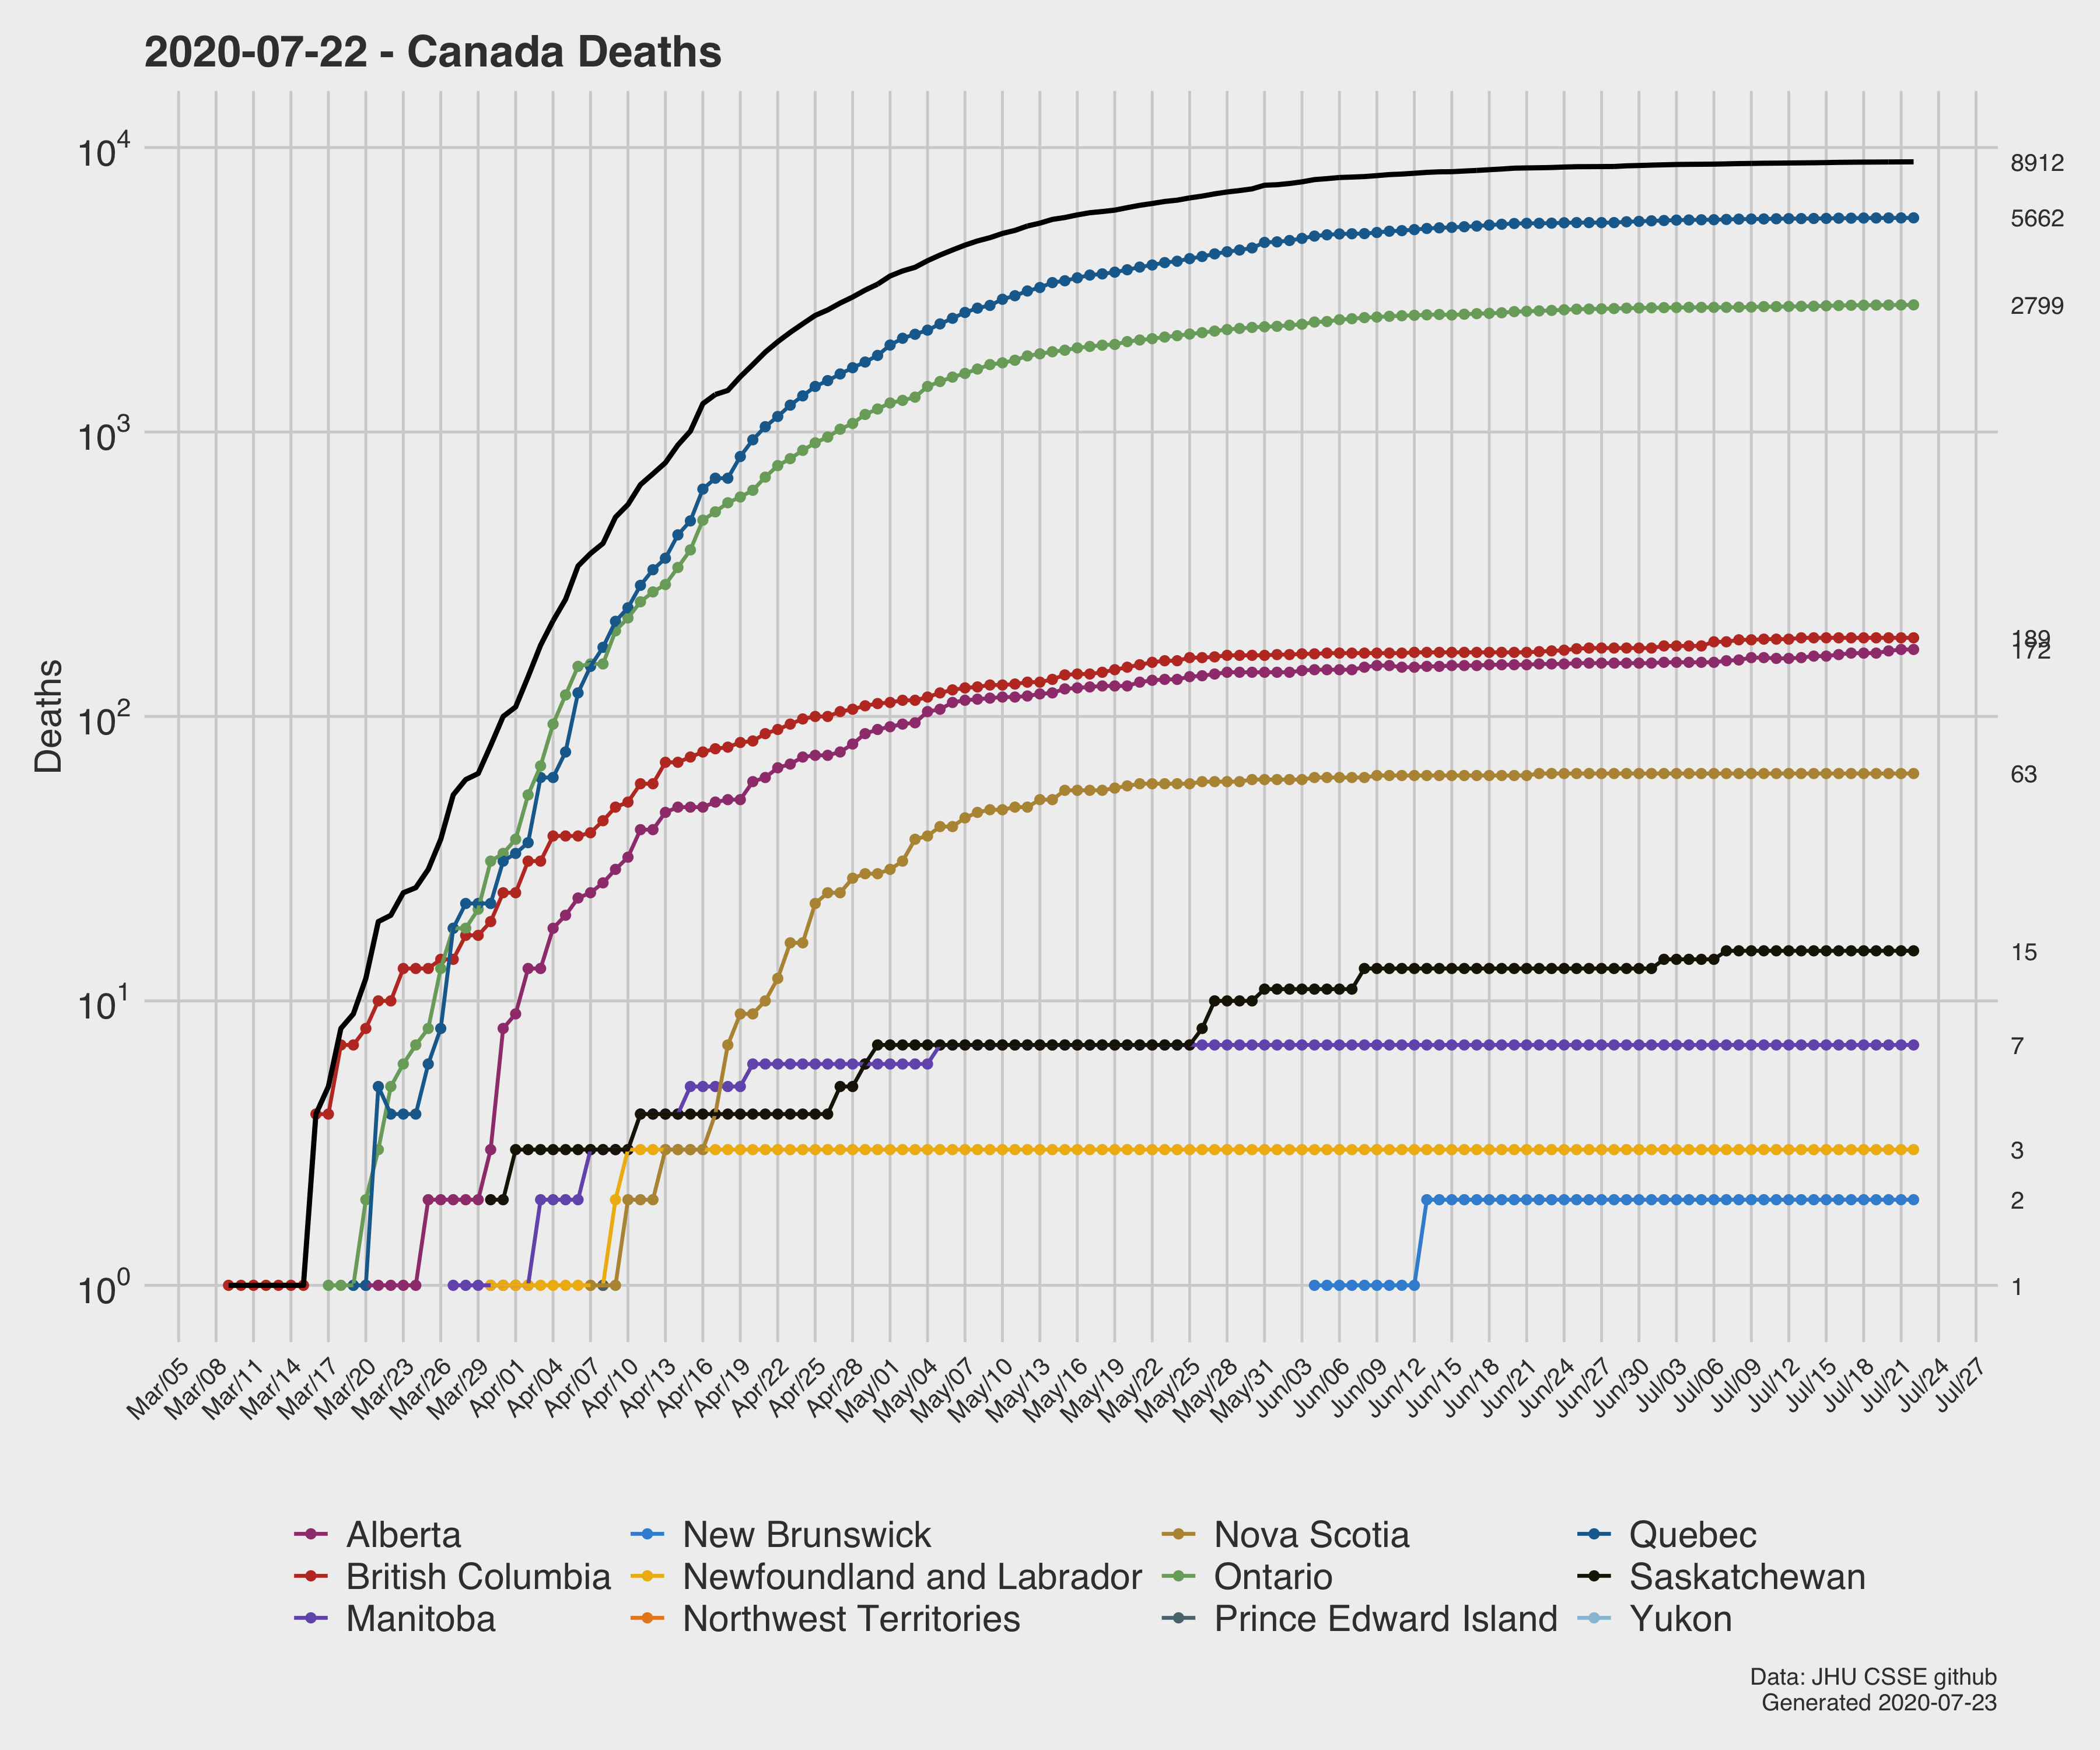 2020-07-22 - Canada Deaths
Deaths
10^4
10^3
10^2
10^1
10^0
8912
5662
2799
189
172
63
15
7
3
2
1
Mar/05 Mar/08 Mar/11 Mar/14 Mar/17 Mar/20 Mar/23 Mar/26 Mar/29 Apr/01 Apr/04 Apr/07 Apr/10 Apr/13 Apr/16 Apr/19 Apr/22 Apr/25 Apr/28 May/01 May/04 May/07 May/10 May/13 May/16 May/19 May/22 May/25 May/28 May/31 Jun/03 Jun/06 Jun/09 Jun/12 Jun/15 Jun/18 Jun/21 Jun/24 Jun/27 Jun/30 Jul/03 Jul/06 Jul/09 Jul/12 Jul/15 Jul/18 Jul/21 Jul/24 Jul/27
Alberta New Brunswick Nova Scotia Quebec
British Columbia Newfoundland and Labrador Ontario Saskatchewan
Manitoba Northwest Territories Prince Edward Island Yukon
Data: JHU CSSE github
Generated 2020-07-23